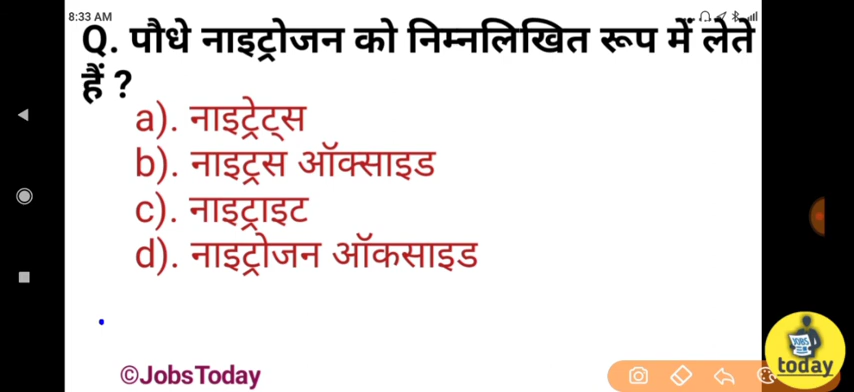 8:33 AM
Q. पौधे नाइट्रोजन को निम्नलिखित रूप में लेते
हैं ?
a). नाइट्रेट्स
b). नाइट्रस ऑक्साइड
c). नाइट्राइट
d). नाइट्रोजन ऑकसाइड
©JobsToday
JOBS
today